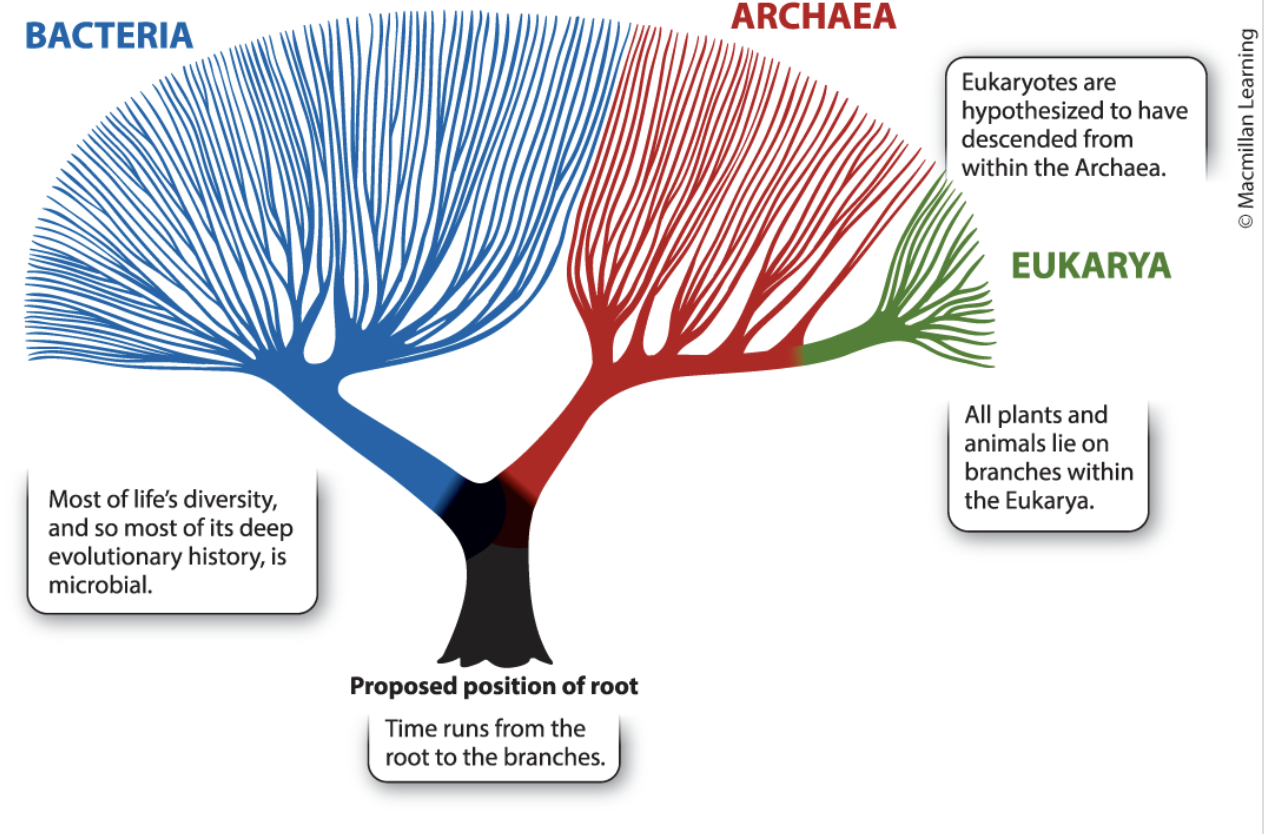 BACTERIA
ARCHAEA
Eukaryotes are
hypothesized to have
descended from
within the Archaea.
© Macmillan Learning
EUKARYA
All plants and
animals lie on
branches within
the Eukarya.
Most of life’s diversity,
and so most of its deep
evolutionary history, is
microbial.
Proposed position of root
Time runs from the
root to the branches.